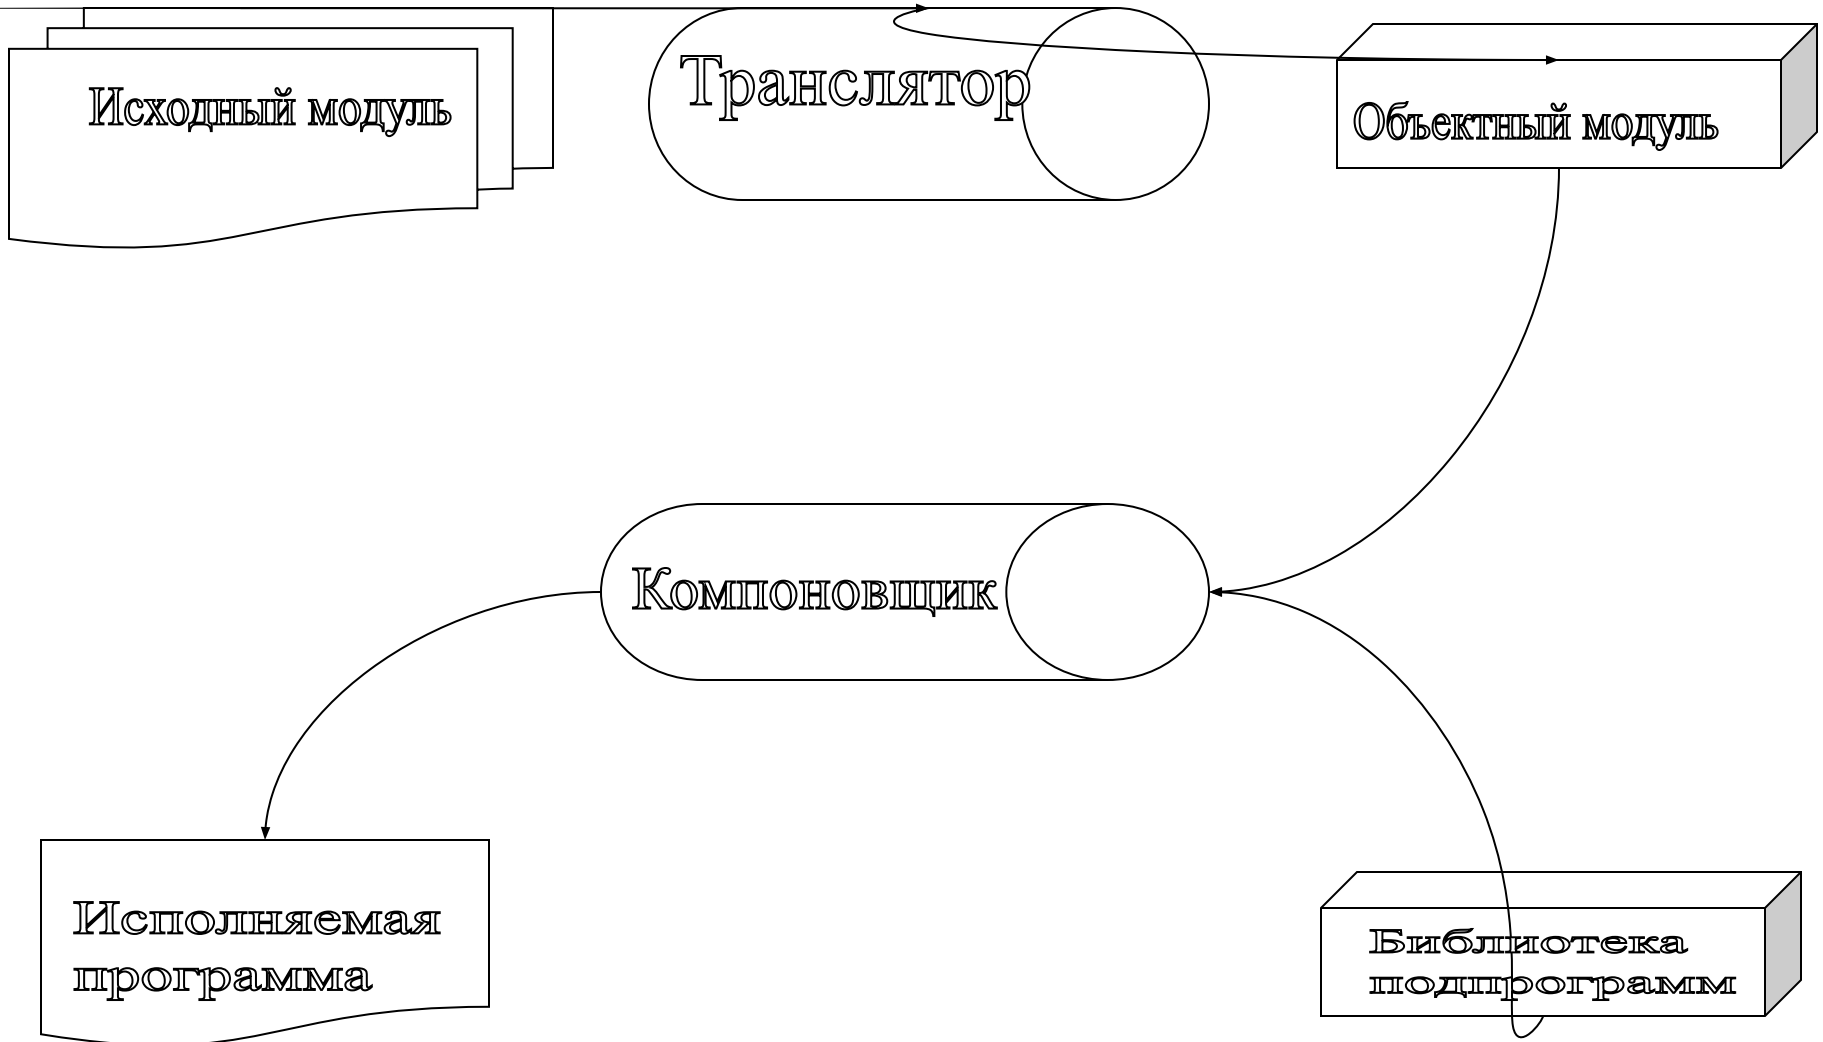 Исходный модуль
Транслятор
Объектный модуль
Компоновщик
Исполняемая
программа
Библиотека
подпрограмм